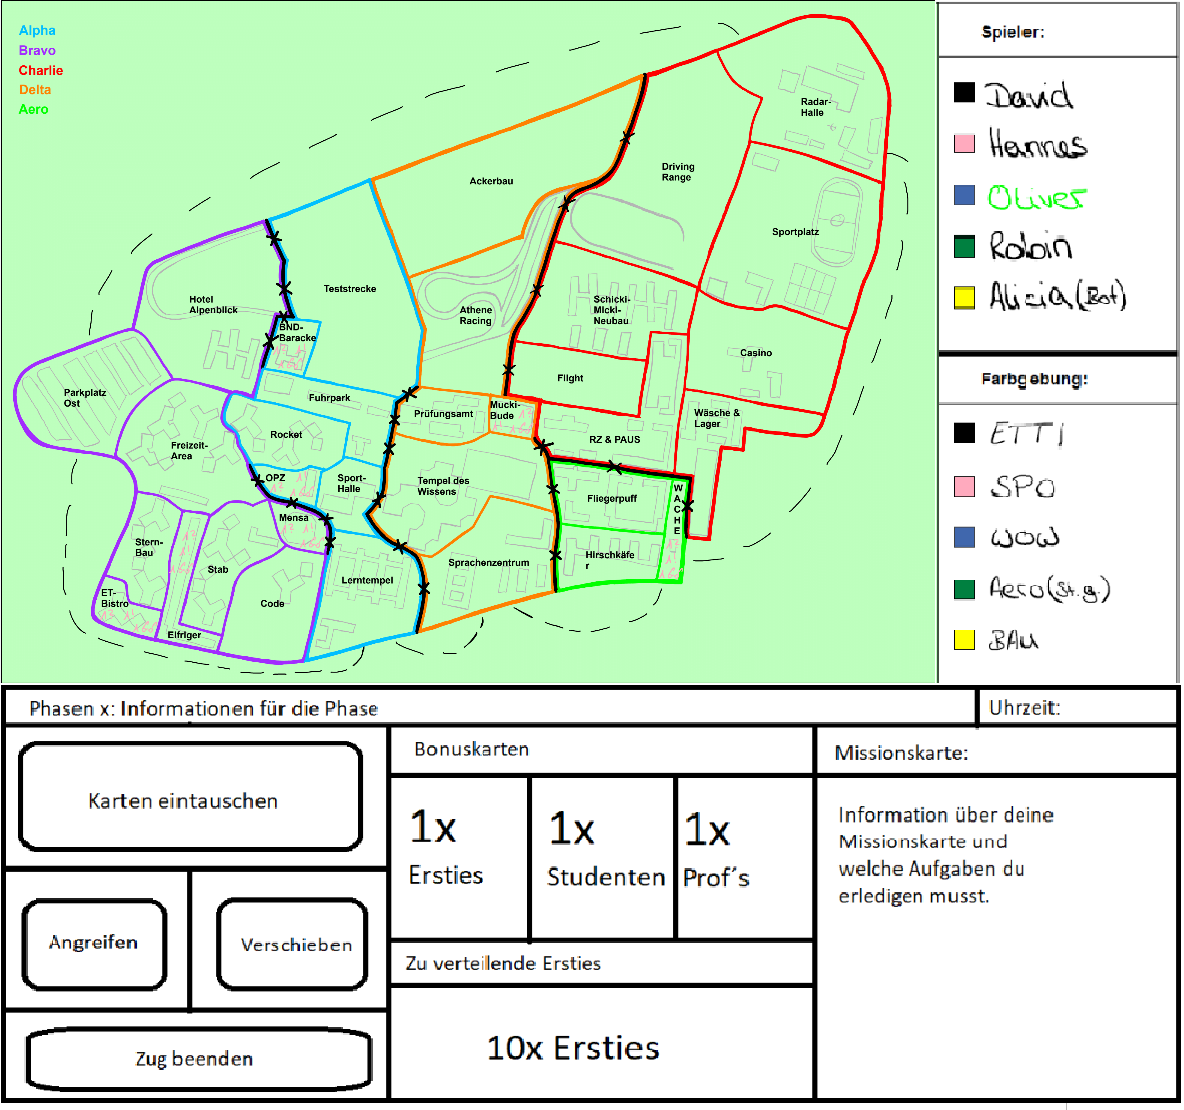 Alpha
Bravo
Charlie
Delta
Aero
Radar-
Halle
Driving
Range
Ackerbau
Sportplatz
Teststrecke
Hotel
Alpenblick
Athene
Racing
Schicki-
Micki-
Neubau
BND-
Baracke
Casino
Flight
Parkplatz
Ost
Fuhrpark
Prüfungsamt
Mucki-
Bude
Wäsche &
Lager
Rocket
RZ & PAUS
Freizeit-
Area
OPZ
Sport-
Halle
Tempel des
Wissens
Fliegerpuff
W
A
C
H
E
Mensa
Stern-
Bau
Stab
Lerntempel
Sprachenzentrum
Hirschkäfe
r
ET-
Bistro
Code
Eifriger
Spieler:
David
Hannes
Oliver
Robin
Alicia (Bot)
Farbgebung:
ETTI
SPO
WOW
Aero (St.g.)
BAU
Phasen x: Informationen für die Phase
Uhrzeit:
Karten eintauschen
Angreifen
Verschieben
Zug beenden
Bonuskarten
1x
Ersties
1x
Studenten
1x
Prof´s
Zu verteilende Ersties
10x Ersties
Missionskarte:
Information über deine
Missionskarte und
welche Aufgaben du
erledigen musst.